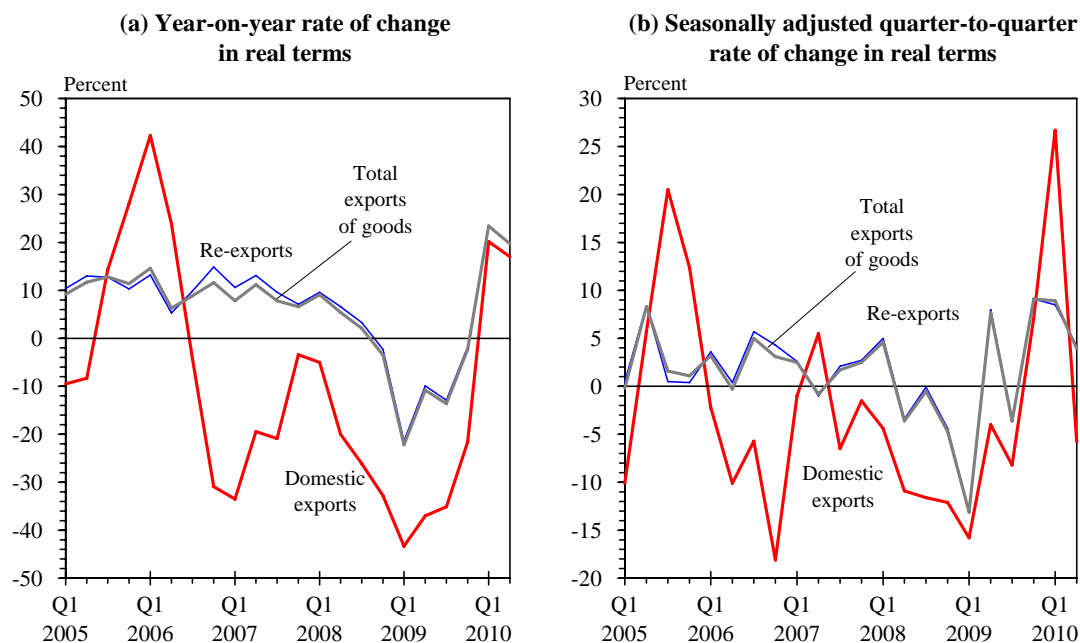 (a) Year-on-year rate of change
in real terms
Percent
50
40
30
20
10
0
-10
-20
-30
-40
-50
Total
exports
of goods
Re-exports
Domestic
exports
Q1 Q1 Q1 Q1 Q1 Q1
2005 2006 2007 2008 2009 2010
(b) Seasonally adjusted quarter-to-quarter
rate of change in real terms
Percent
30
25
20
15
10
5
0
-5
-10
-15
-20
Total
exports
of goods
Re-exports
Domestic
exports
Q1 Q1 Q1 Q1 Q1 Q1
2005 2006 2007 2008 2009 2010